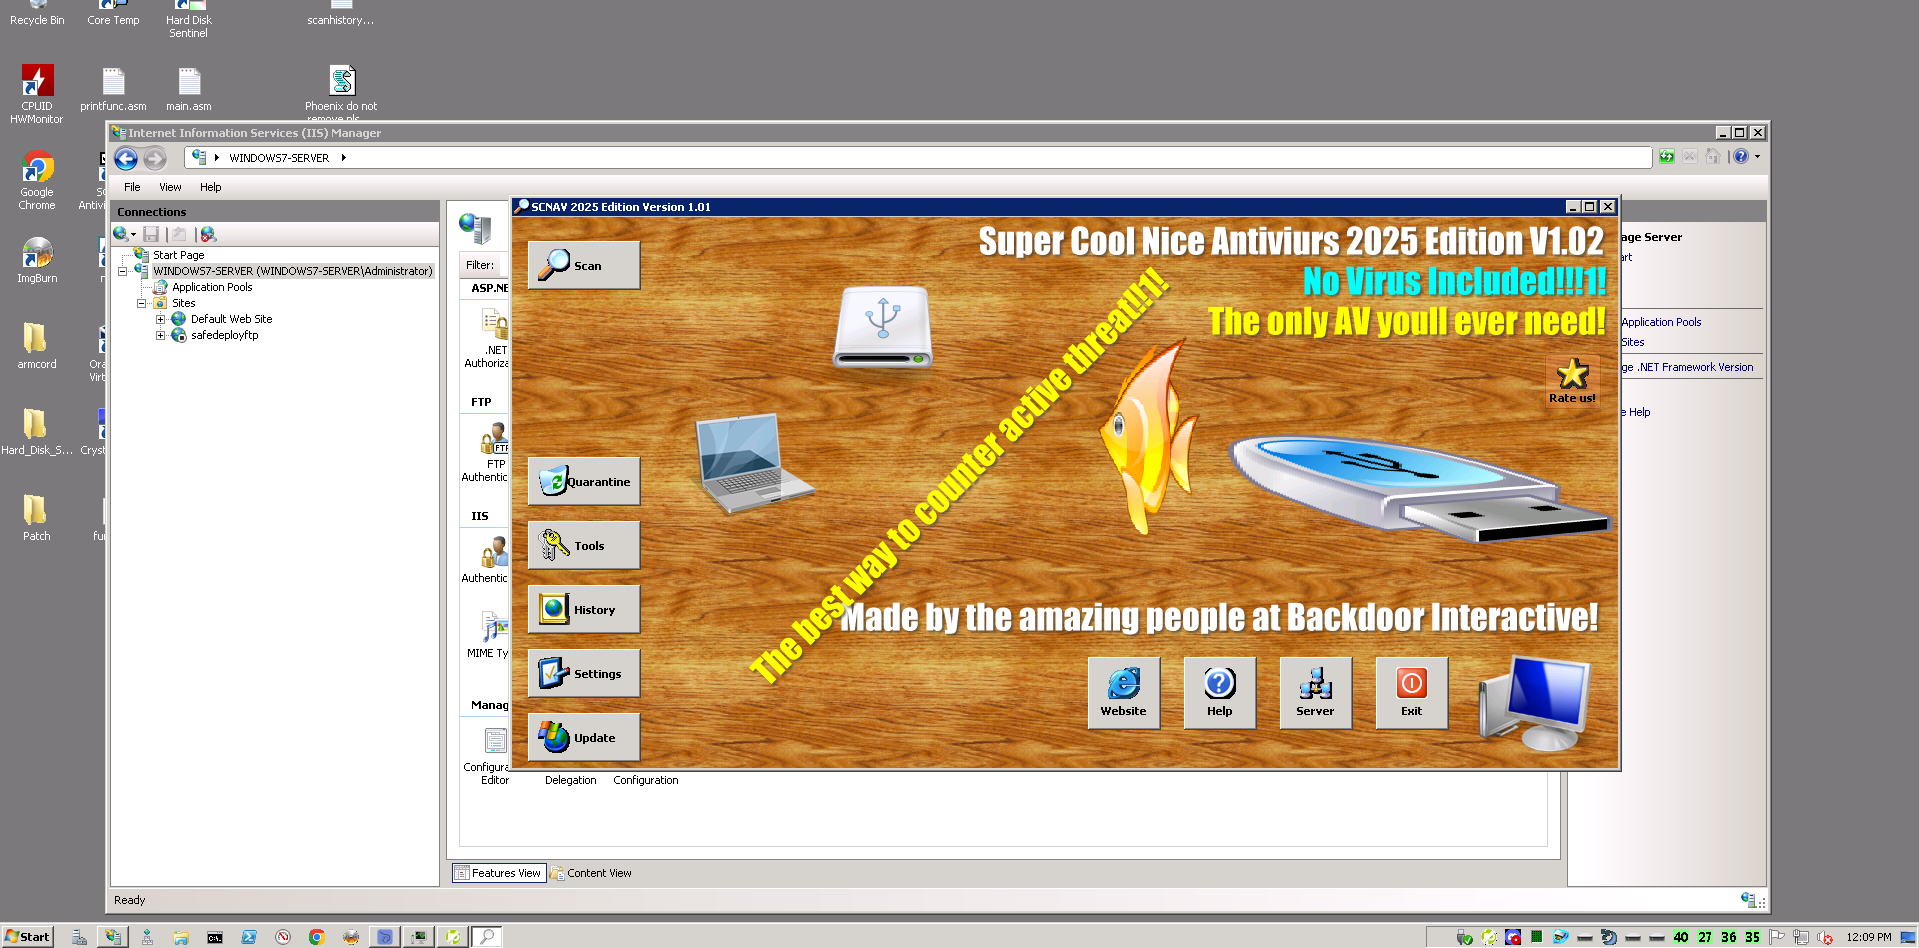 Recycle Bin
Core Temp
Hard Disk
Sentinel
scanhistory...
CPUID
HWMonitor
printfunc.asm
main.asm
Phoenix do not
remove pls
Google
Chrome
ImgBurn
armcord
Hard_Disk_S...
Patch
Internet Information Services (IIS) Manager
WINDOWS7-SERVER
File View Help
Connections
Start Page
WINDOWS7-SERVER (WINDOWS7-SERVER\Administrator)
Application Pools
Sites
Default Web Site
safedeployftp
Filter:
ASP.NE
.NET
Authoriza
FTP
FTP
Authentic
IIS
Authentic
MIME Ty
Manag
Configura
Editor
Delegation
Configuration
SCNAV 2025 Edition Version 1.01
Super Cool Nice Antiviurs 2025 Edition V1.02
No Virus Included!!!1!
The only AV youll ever need!
The best way to counter active threat!!!1!
Rate us!
Scan
Quarantine
Tools
History
Settings
Update
Made by the amazing people at Backdoor Interactive!
Website
Help
Server
Exit
age Server
art
Application Pools
Sites
ge .NET Framework Version
e Help
Features View
Content View
Ready
Start
40 27 36 35
12:09 PM